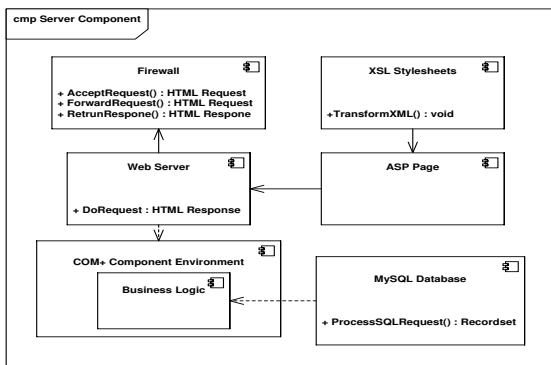 cmp Server Component
Firewall
+ AcceptRequest() : HTML Request
+ ForwardRequest() : HTML Request
+ RetrunRespone() : HTML Respone
XSL Stylesheets
+TransformXML() : void
Web Server
+ DoRequest : HTML Response
ASP Page
COM+ Component Environment
Business Logic
MySQL Database
+ ProcessSQLRequest() : Recordset